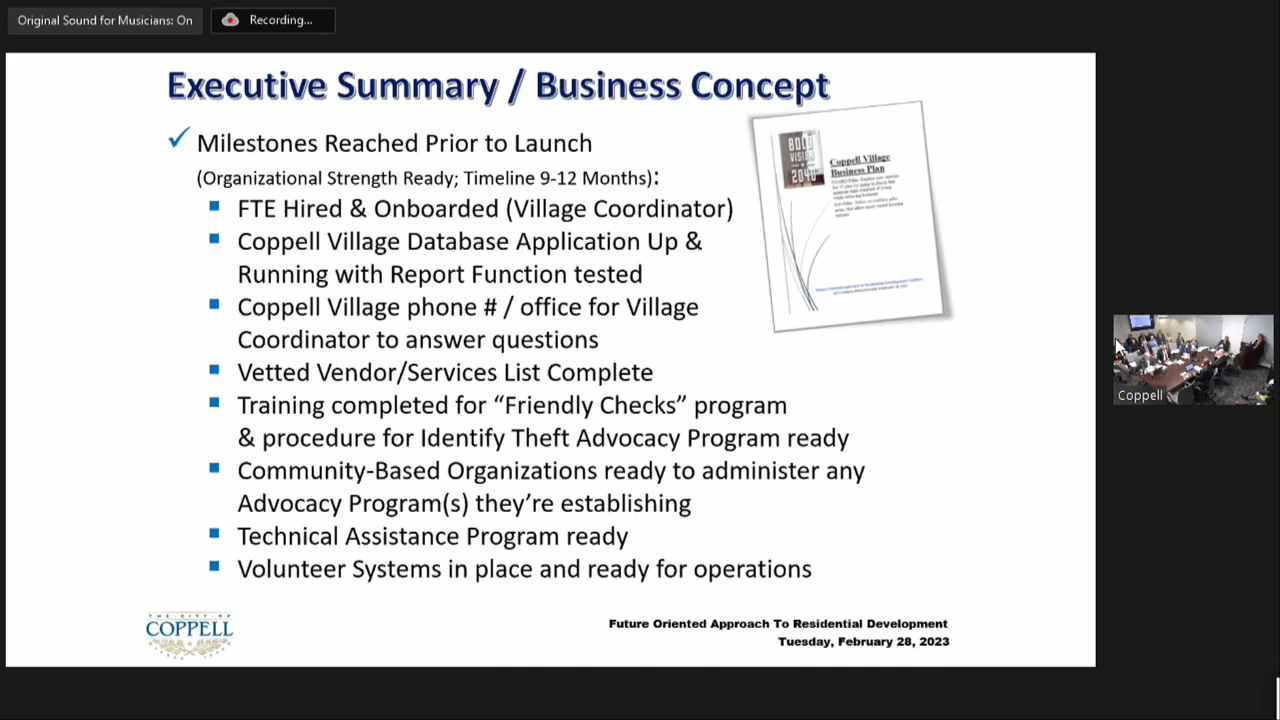 Original Sound for Musicians: On
Recording...
Executive Summary / Business Concept
✓ Milestones Reached Prior to Launch
(Organizational Strength Ready; Timeline 9-12 Months):
▪ FTE Hired & Onboarded (Village Coordinator)
▪ Coppell Village Database Application Up &
Running with Report Function tested
▪ Coppell Village phone # / office for Village
Coordinator to answer questions
▪ Vetted Vendor/Services List Complete
▪ Training completed for “Friendly Checks” program
& procedure for Identify Theft Advocacy Program ready
▪ Community-Based Organizations ready to administer any
Advocacy Program(s) they’re establishing
▪ Technical Assistance Program ready
▪ Volunteer Systems in place and ready for operations
BOLD
VISION
2040
Coppell Village
Business Plan
THE CITY OF
COPPELL
Future Oriented Approach To Residential Development
Tuesday, February 28, 2023
Coppell